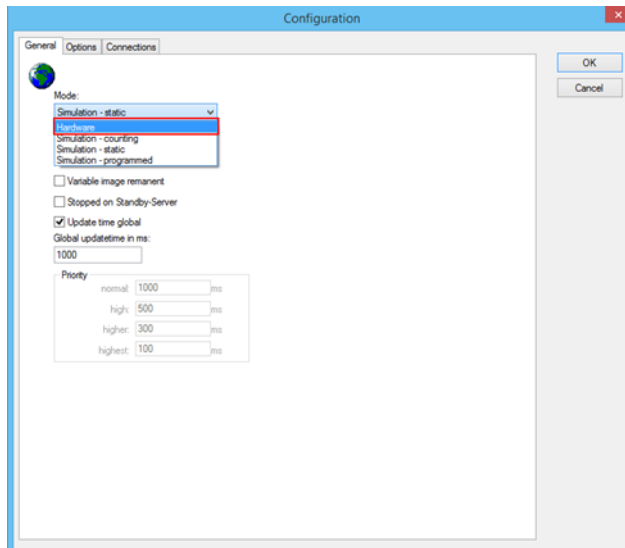 Configuration
General Options Connections
OK
Cancel
Mode:
Simulation - static
Hardware
Simulation - counting
Simulation - static
Simulation - programmed
Variable image remanent
Stopped on Standby-Server
Update time global
Global updatetime in ms:
1000
Priority
normal: 1000 ms
high: 500 ms
higher: 300 ms
highest: 100 ms